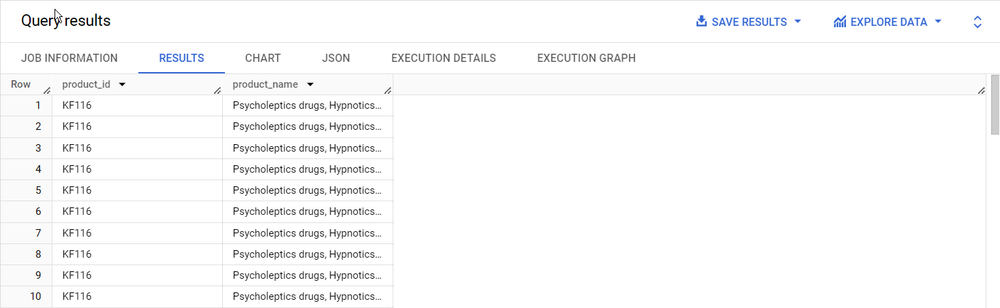 Query results
SAVE RESULTS
EXPLORE DATA
JOB INFORMATION RESULTS CHART JSON EXECUTION DETAILS EXECUTION GRAPH
Row product_id product_name
1 KF116 Psycholeptics drugs, Hypnotics...
2 KF116 Psycholeptics drugs, Hypnotics...
3 KF116 Psycholeptics drugs, Hypnotics...
4 KF116 Psycholeptics drugs, Hypnotics...
5 KF116 Psycholeptics drugs, Hypnotics...
6 KF116 Psycholeptics drugs, Hypnotics...
7 KF116 Psycholeptics drugs, Hypnotics...
8 KF116 Psycholeptics drugs, Hypnotics...
9 KF116 Psycholeptics drugs, Hypnotics...
10 KF116 Psycholeptics drugs, Hypnotics...